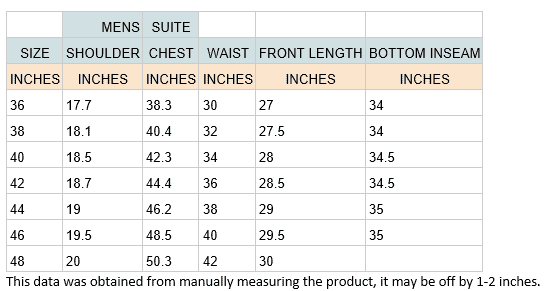 MENS SUITE
SIZE SHOULDER CHEST WAIST FRONT LENGTH BOTTOM INSEAM
INCHES INCHES INCHES INCHES INCHES INCHES
36 17.7 38.3 30 27 34
38 18.1 40.4 32 27.5 34
40 18.5 42.3 34 28 34.5
42 18.7 44.4 36 28.5 34.5
44 19 46.2 38 29 35
46 19.5 48.5 40 29.5 35
48 20 50.3 42 30
This data was obtained from manually measuring the product, it may be off by 1-2 inches.